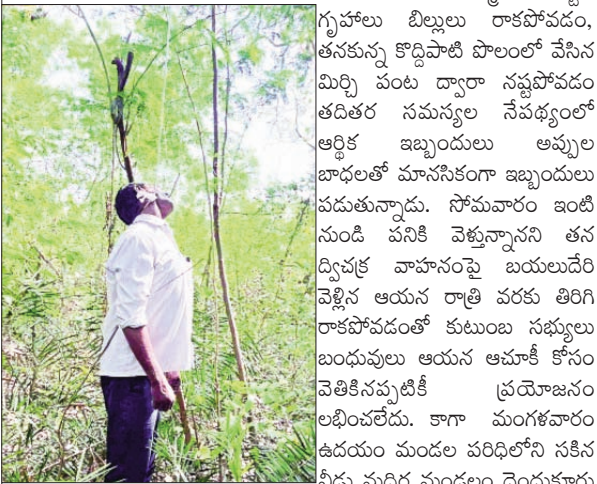 గృహాలు బిల్లులు రాకపోవడం,
తనకున్న కొద్దిపాటి పొలంలో వేసిన
మిర్చి పంట ద్వారా నష్టపోవడం
తదితర సమస్యల నేపథ్యంలో
ఆర్థిక ఇబ్బందులు అప్పుల
బాధలతో మానసికంగా ఇబ్బందులు
పడుతున్నాడు. సోమవారం ఇంటి
నుండి పనికి వెళ్తున్నానని తన
ద్విచక్ర వాహనంపై బయలుదేరి
వెళ్లిన ఆయన రాత్రి వరకు తిరిగి
రాకపోవడంతో కుటుంబ సభ్యులు
బంధువులు ఆయన ఆచూకీ కోసం
వెతికినప్పటికీ ప్రయోజనం
లభించలేదు. కాగా మంగళవారం
ఉదయం మండల పరిధిలోని సకిన
వీడు మధిర మండలం దెందుకూరు